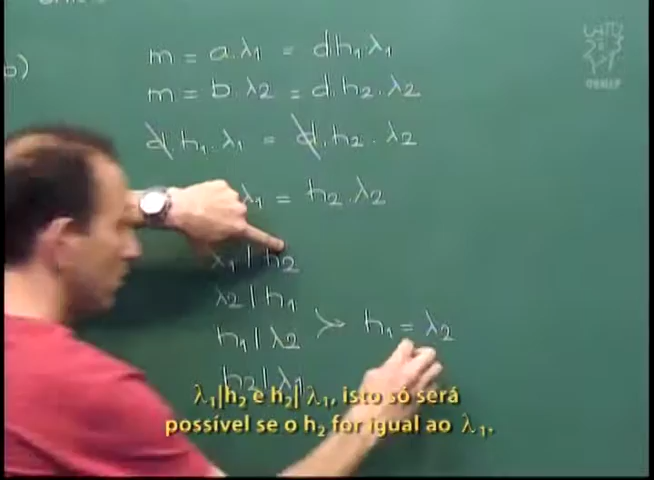 b)
m = a.λ₁ = dh₁.λ₁
m = b.λ₂ = d.h₂.λ₂
d.h₁.λ₁ = d.h₂.λ₂
λ₁ = h₂.λ₂
λ₁ | h₂
λ₂ | h₁
h₁ | λ₂ ≻ h₁ = λ₂
h₂ | λ₁
λ₁|h₂ e h₂|λ₁, isto só será
possível se o h₂ for igual ao λ₁.